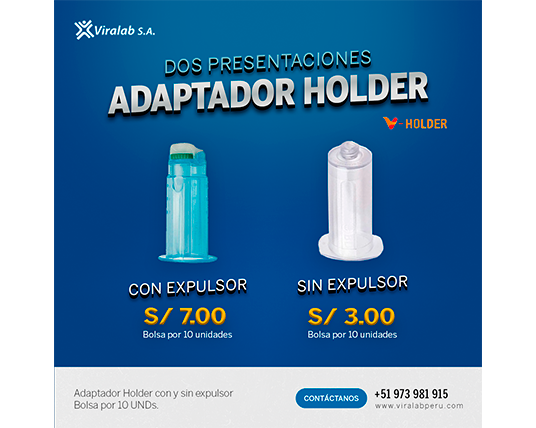 Viralab S.A.
DOS PRESENTACIONES
ADAPTADOR HOLDER
V-HOLDER
CON EXPULSOR
S/ 7.00
Bolsa por 10 unidades
SIN EXPULSOR
S/ 3.00
Bolsa por 10 unidades
Adaptador Holder con y sin expulsor
Bolsa por 10 UNDs.
CONTÁCTANOS
+51 973 981 915
www.viralabperu.com